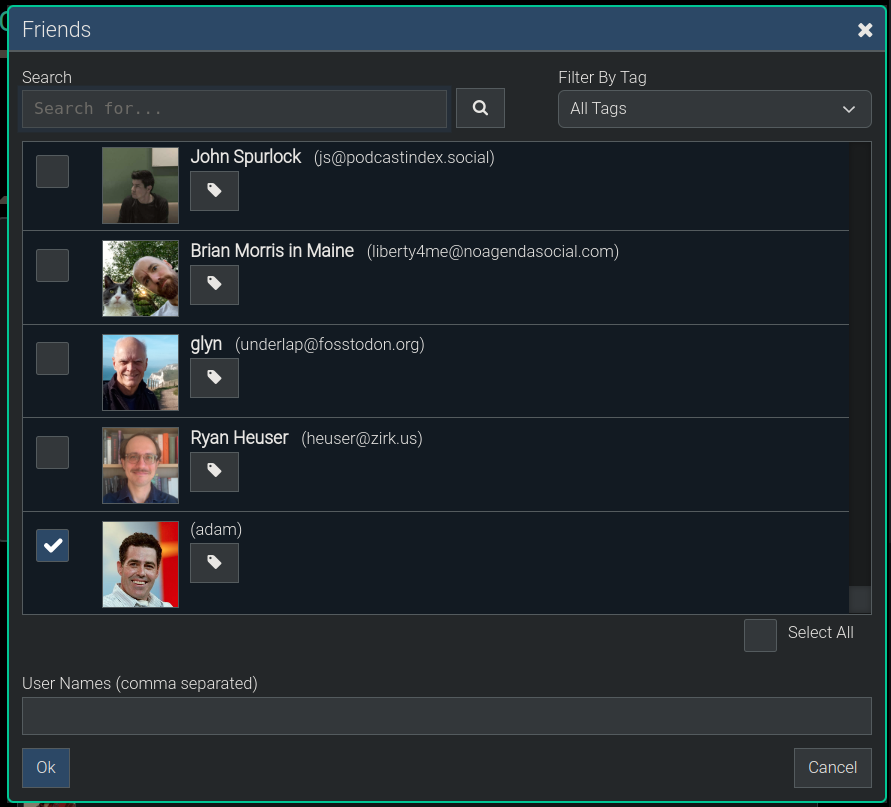 Friends
Search
Filter By Tag
Search for...
All Tags
John Spurlock (js@podcastindex.social)
Brian Morris in Maine (liberty4me@noagendasocial.com)
glyn (underlap@fosstodon.org)
Ryan Heuser (heuser@zirk.us)
(adam)
Select All
User Names (comma separated)
Ok
Cancel